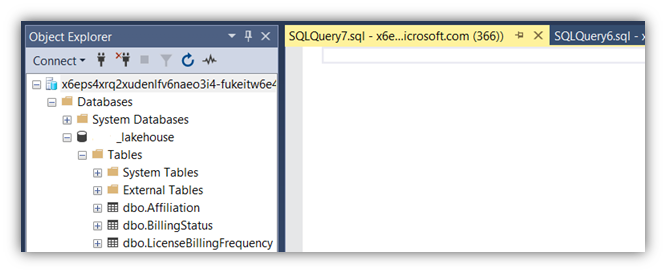 Object Explorer
SQLQuery7.sql - x6e...icrosoft.com (366))
SQLQuery6.sql - x
Connect
x6eps4xrq2xudenlfv6naeo3i4-fukeitw6e4
Databases
System Databases
_lakehouse
Tables
System Tables
External Tables
dbo.Affiliation
dbo.BillingStatus
dbo.LicenseBillingFrequency